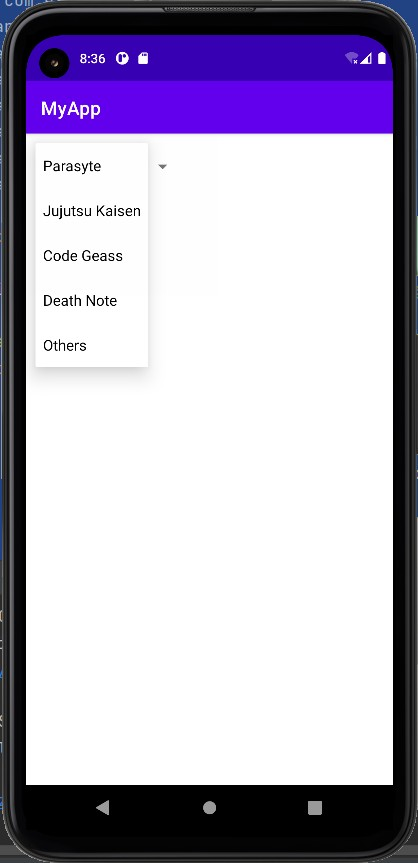 8:36
MyApp
Parasyte
Jujutsu Kaisen
Code Geass
Death Note
Others